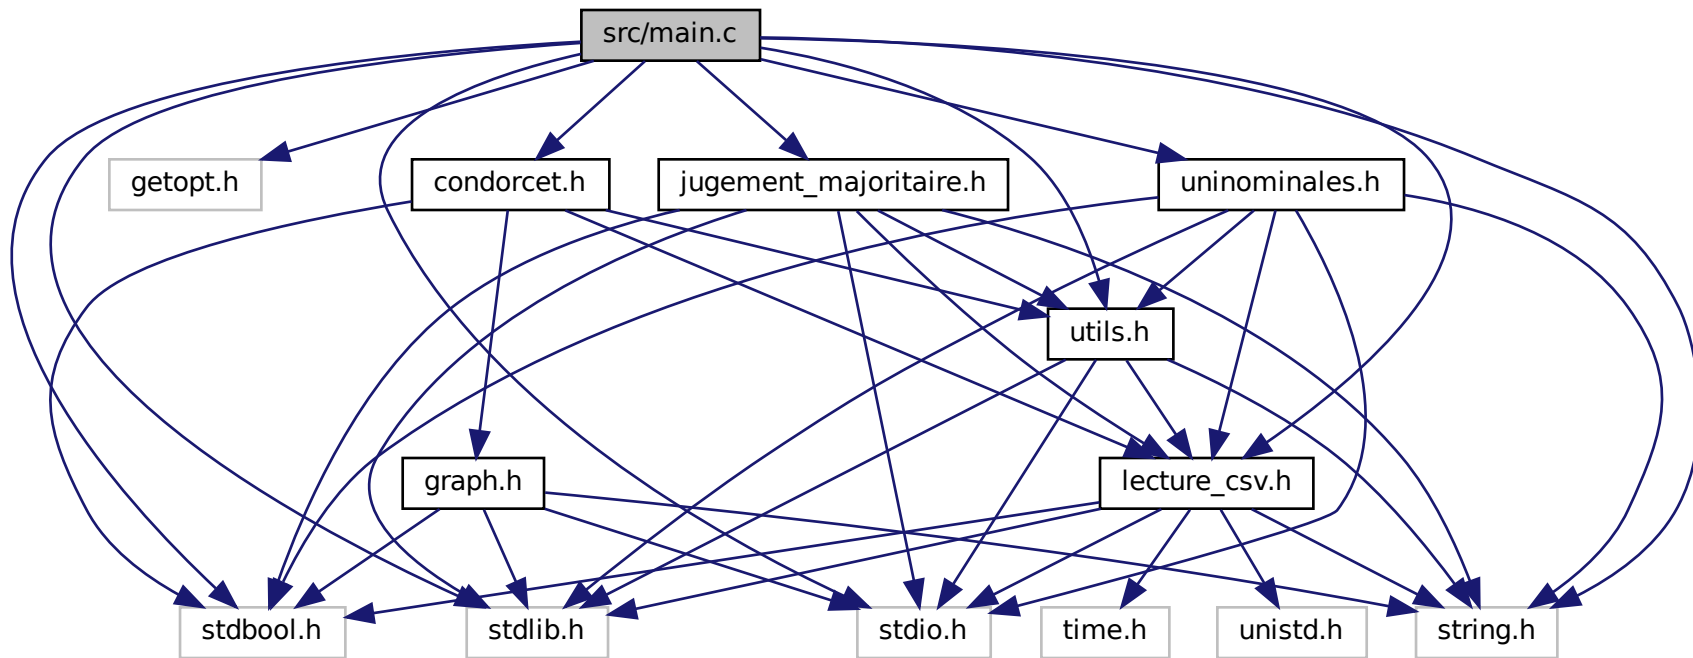 src/main.c
getopt.h
condorcet.h
jugement_majoritaire.h
uninominales.h
utils.h
graph.h
lecture_csv.h
stdbool.h
stdlib.h
stdio.h
time.h
unistd.h
string.h